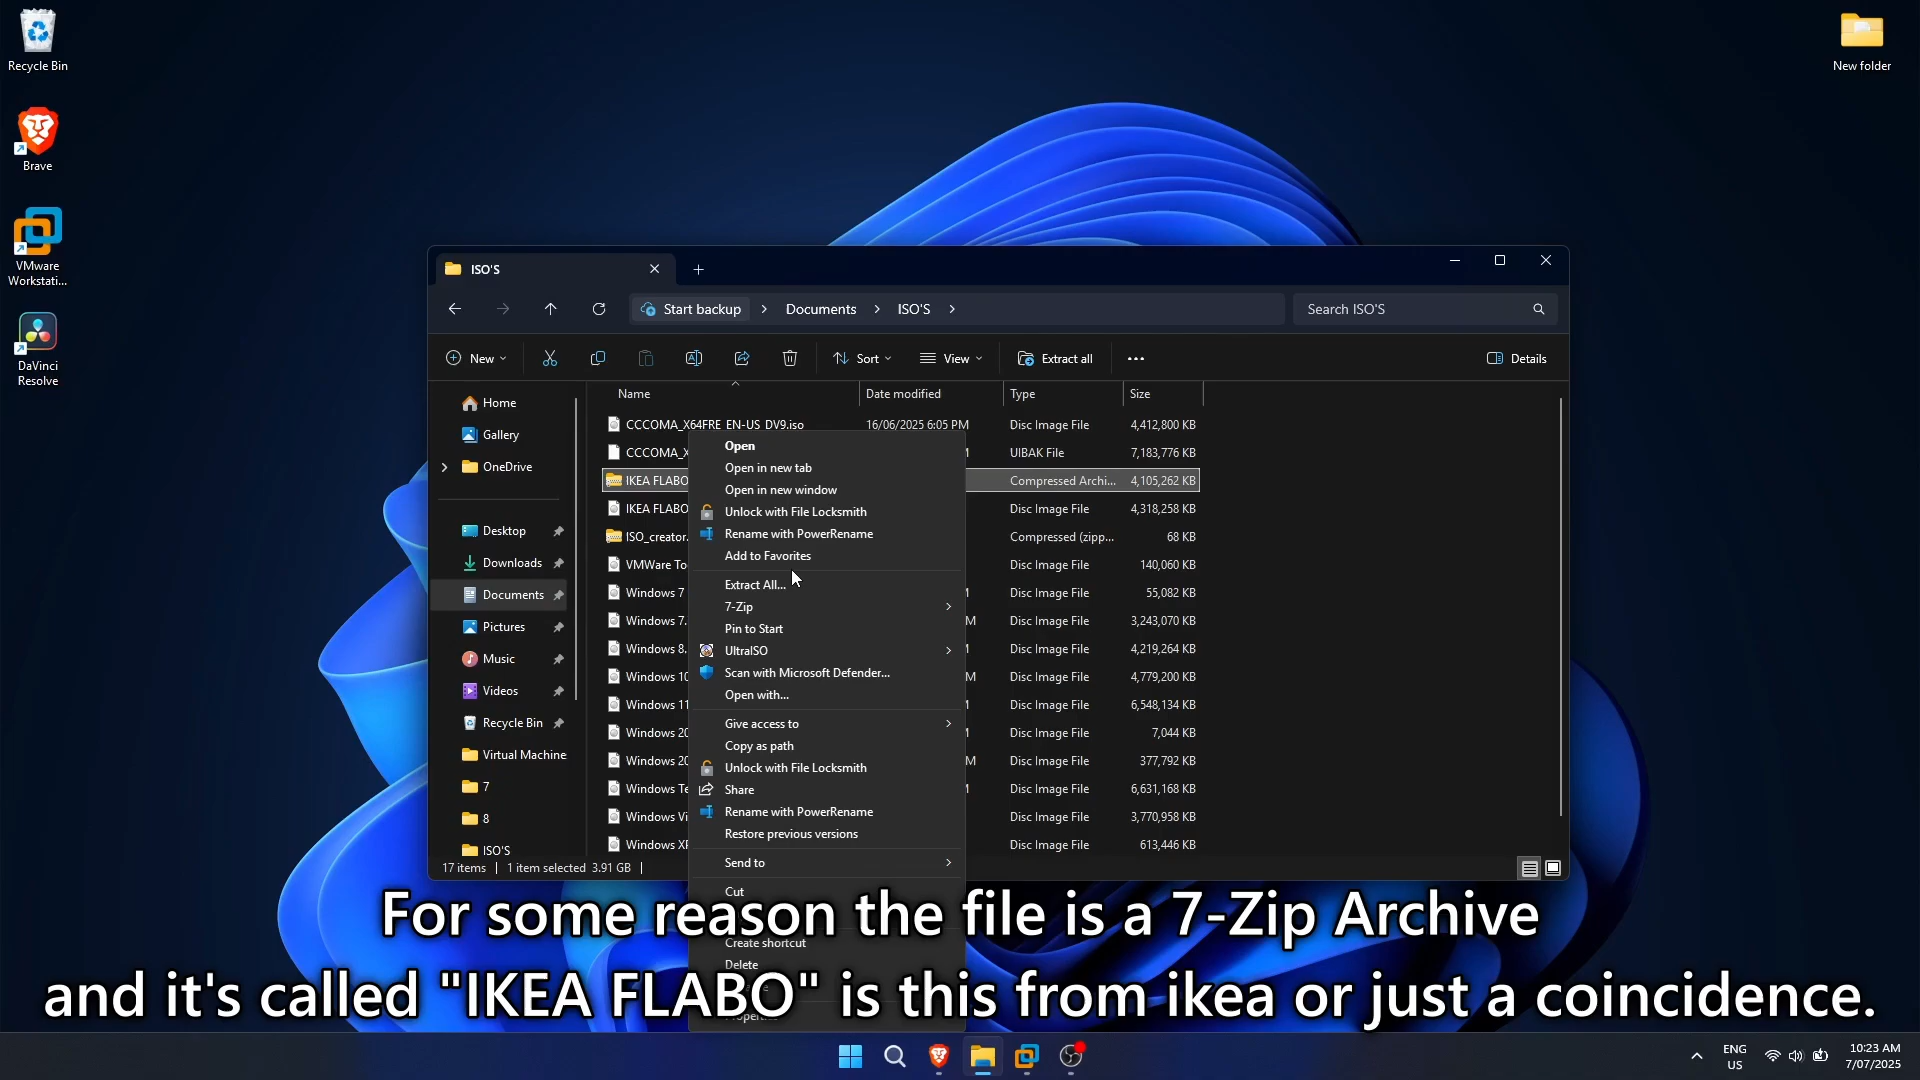 Recycle Bin
New folder
Brave
VMware
Workstati...
DaVinci
Resolve
ISO'S
Start backup
Documents
ISO'S
Search ISO'S
New
Sort
View
Extract all
Details
Name
Date modified
Type
Size
Home
Gallery
OneDrive
Desktop
Downloads
Documents
Pictures
Music
Videos
Recycle Bin
Virtual Machine
7
8
ISO'S
CCCOMA_X64FRE_EN-US_DV9.iso 16/06/2025 6:05 PM Disc Image File 4,412,800 KB
CCCOMA_X UIBAK File 7,183,776 KB
IKEA FLABO Compressed Archi... 4,105,262 KB
IKEA FLABO Disc Image File 4,318,258 KB
ISO_creator. Compressed (zipp... 68 KB
VMWare To Disc Image File 140,060 KB
Windows 7 Disc Image File 55,082 KB
Windows 7. M Disc Image File 3,243,070 KB
Windows 8. Disc Image File 4,219,264 KB
Windows 10 M Disc Image File 4,779,200 KB
Windows 11 Disc Image File 6,548,134 KB
Windows 20 Disc Image File 7,044 KB
Windows 20 M Disc Image File 377,792 KB
Windows Te Disc Image File 6,631,168 KB
Windows Vi Disc Image File 3,770,958 KB
Windows XP Disc Image File 613,446 KB
Open
Open in new tab
Open in new window
Unlock with File Locksmith
Rename with PowerRename
Add to Favorites
Extract All...
7-Zip
Pin to Start
UltraISO
Scan with Microsoft Defender...
Open with...
Give access to
Copy as path
Unlock with File Locksmith
Share
Rename with PowerRename
Restore previous versions
Send to
Cut
Create shortcut
Delete
Properties
17 items
1 item selected 3.91 GB
For some reason the file is a 7-Zip Archive
and it's called "IKEA FLABO" is this from ikea or just a coincidence.
ENG
US
10:23 AM
7/07/2025